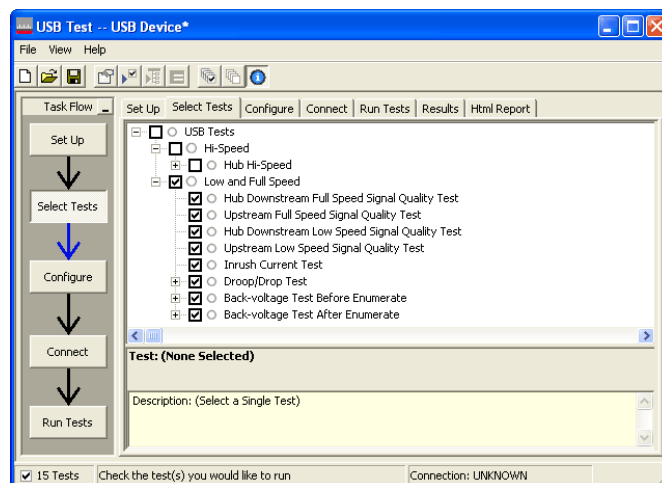 USB Test -- USB Device*
File View Help
Task Flow
Set Up
Select Tests
Configure
Connect
Run Tests
Set Up Select Tests Configure Connect Run Tests Results Html Report
USB Tests
Hi-Speed
Hub Hi-Speed
Low and Full Speed
Hub Downstream Full Speed Signal Quality Test
Upstream Full Speed Signal Quality Test
Hub Downstream Low Speed Signal Quality Test
Upstream Low Speed Signal Quality Test
Inrush Current Test
Droop/Drop Test
Back-voltage Test Before Enumerate
Back-voltage Test After Enumerate
Test: (None Selected)
Description: (Select a Single Test)
15 Tests Check the test(s) you would like to run Connection: UNKNOWN